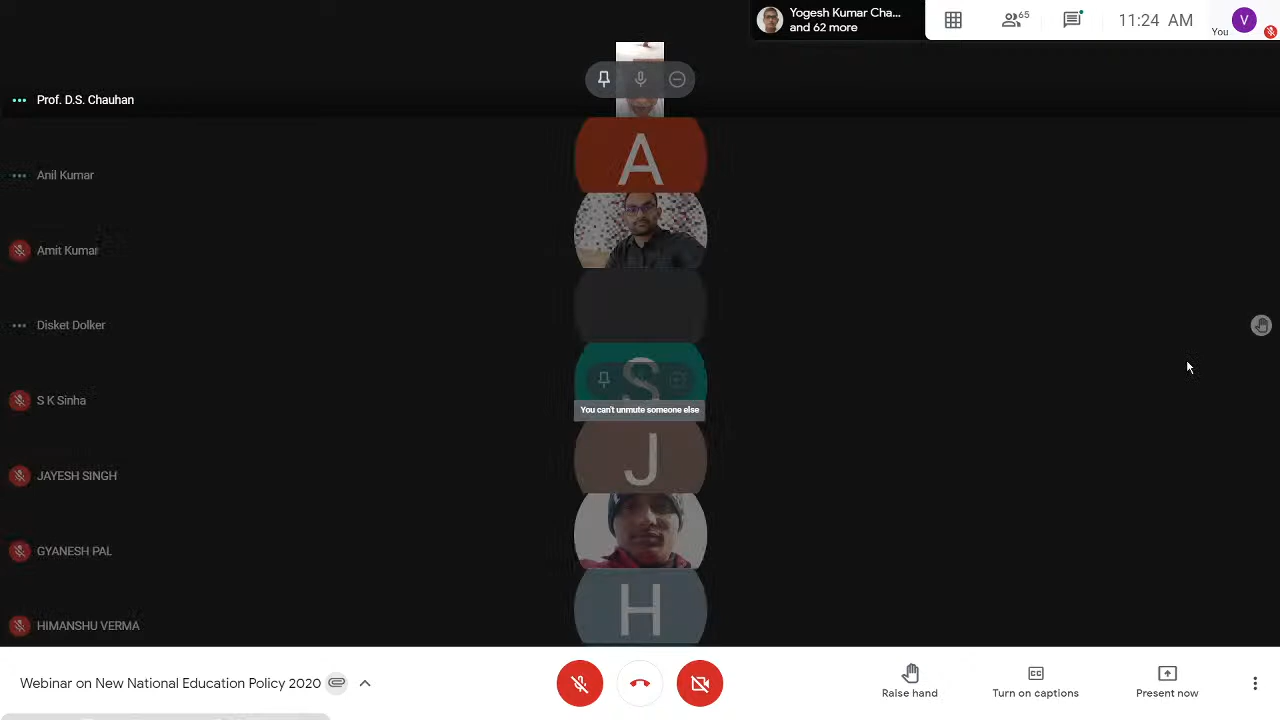 Yogesh Kumar Cha...
and 62 more
65
11:24 AM
You
V
Prof. D.S. Chauhan
Anil Kumar
A
Amit Kumar
Disket Dolker
S K Sinha
S
You can't unmute someone else
JAYESH SINGH
J
GYANESH PAL
HIMANSHU VERMA
H
Webinar on New National Education Policy 2020
Raise hand
CC
Turn on captions
Present now